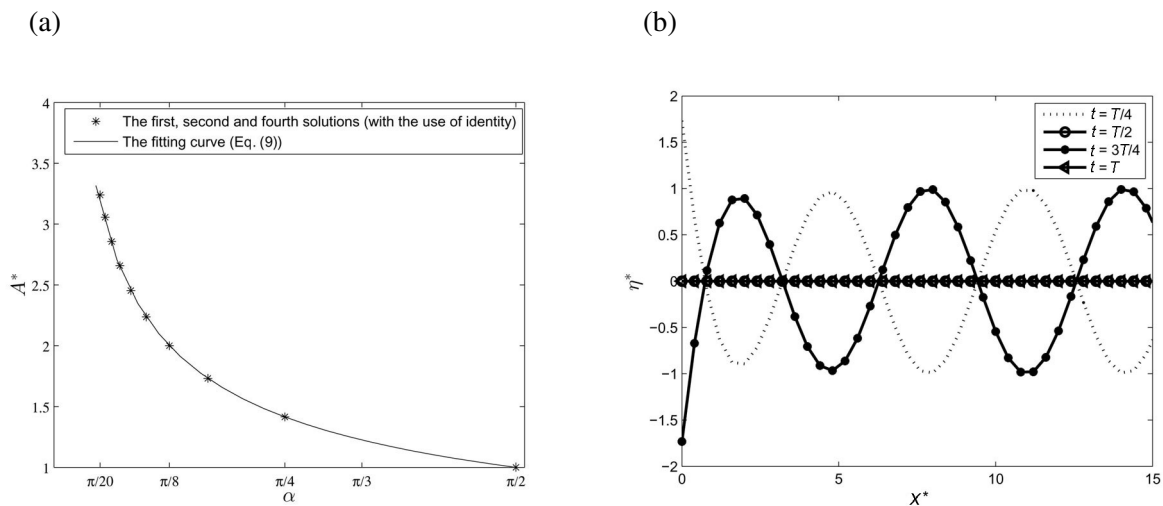 (a)
(b)
4
3.5
3
2.5
2
1.5
1
A*
π/20
π/8
π/4
π/3
π/2
α
The first, second and fourth solutions (with the use of identity)
The fitting curve (Eq. (9))
2
1.5
1
0.5
0
−0.5
−1
−1.5
−2
η*
0
5
10
15
x*
t = T/4
t = T/2
t = 3T/4
t = T